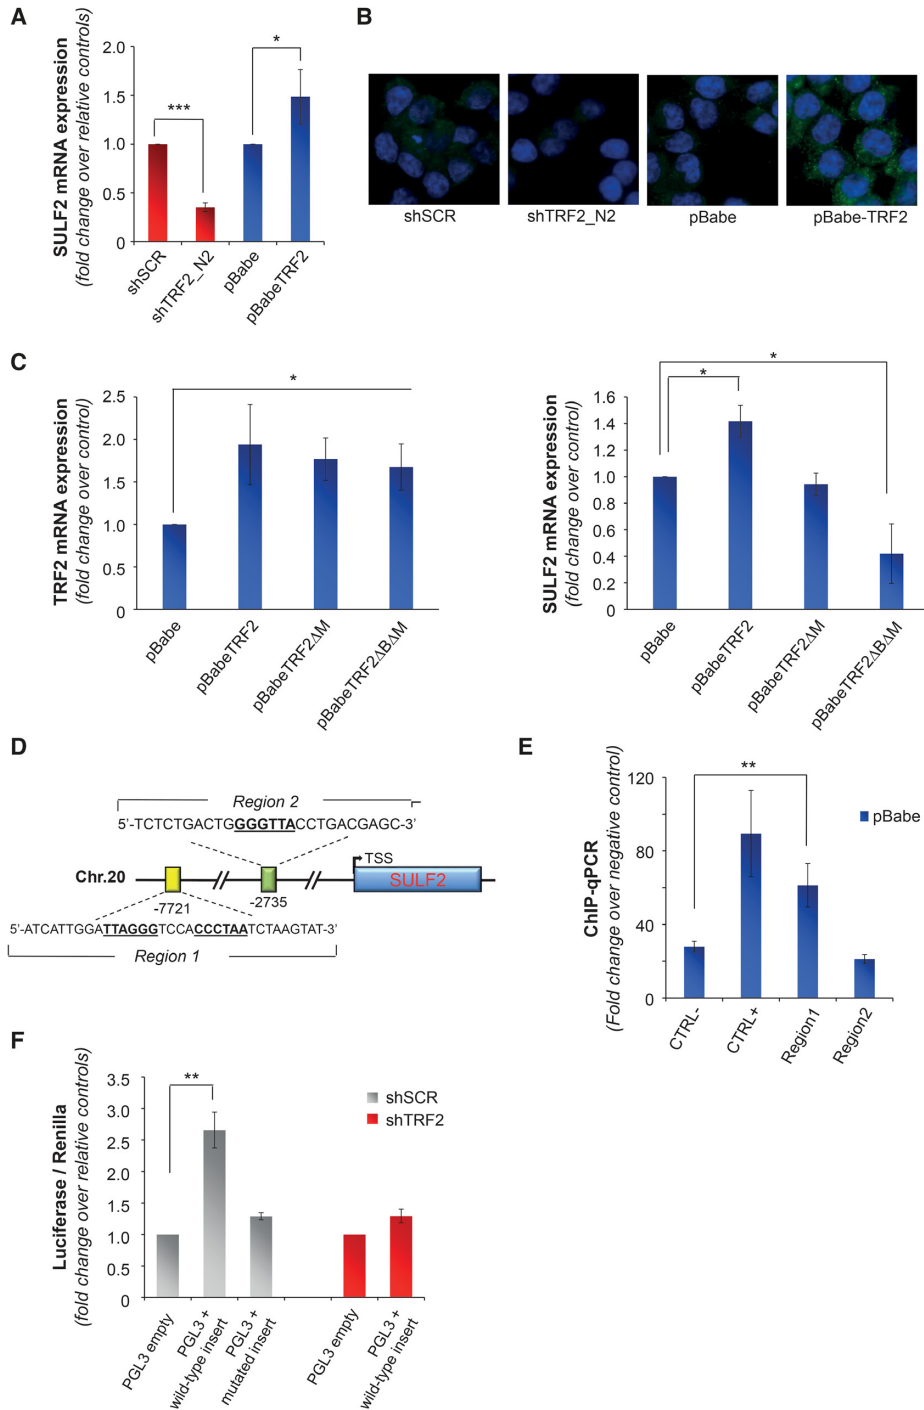 A
SULF2 mRNA expression
(fold change over relative controls)
2.0
1.5
1.0
0.5
0
***
*
shSCR
shTRF2_N2
pBabe
pBabeTRF2
B
shSCR
shTRF2_N2
pBabe
pBabe-TRF2
C
TRF2 mRNA expression
(fold change over control)
2.5
2.0
1.5
1.0
0.5
0
*
pBabe
pBabeTRF2
pBabeTRF2ΔM
pBabeTRF2ΔBΔM
SULF2 mRNA expression
(fold change over control)
1.6
1.4
1.2
1.0
0.8
0.6
0.4
0.2
0
*
*
pBabe
pBabeTRF2
pBabeTRF2ΔM
pBabeTRF2ΔBΔM
D
Region 2
5'-TCTCTGACTGGGGTTACCTGACGAGC-3'
Chr.20
TSS
SULF2
-7721
-2735
5'-ATCATTGGATTAGGGTCCACCCTAATCTAAGTAT-3'
Region 1
E
ChIP-qPCR
(Fold change over negative control)
120
80
40
0
**
pBabe
CTRL-
CTRL+
Region1
Region2
F
Luciferase / Renilla
(fold change over relative controls)
3.5
3.0
2.5
2.0
1.5
1.0
0.5
0
**
shSCR
shTRF2
PGL3 empty
PGL3 +
wild-type insert
PGL3 +
mutated insert
PGL3 empty
PGL3 +
wild-type insert